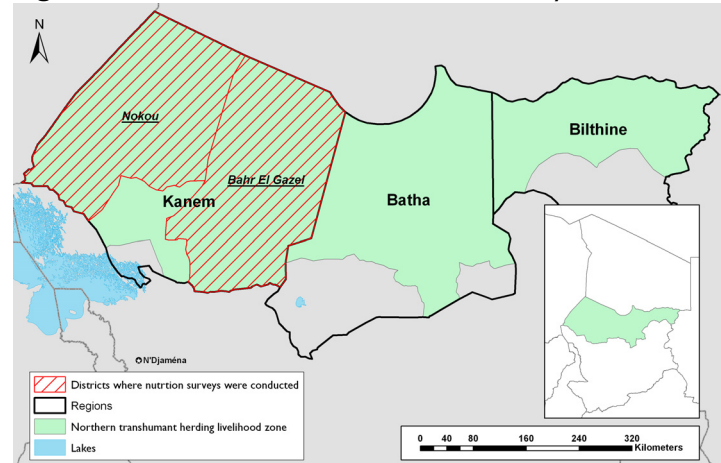 N
Nokou
Bahr El Gazel
Kanem
Batha
Bilthine
N'Djaména
Districts where nutrtion surveys were conducted
Regions
Northern transhumant herding livelihood zone
Lakes
0 20 40 80 160 240 320
Kilometers